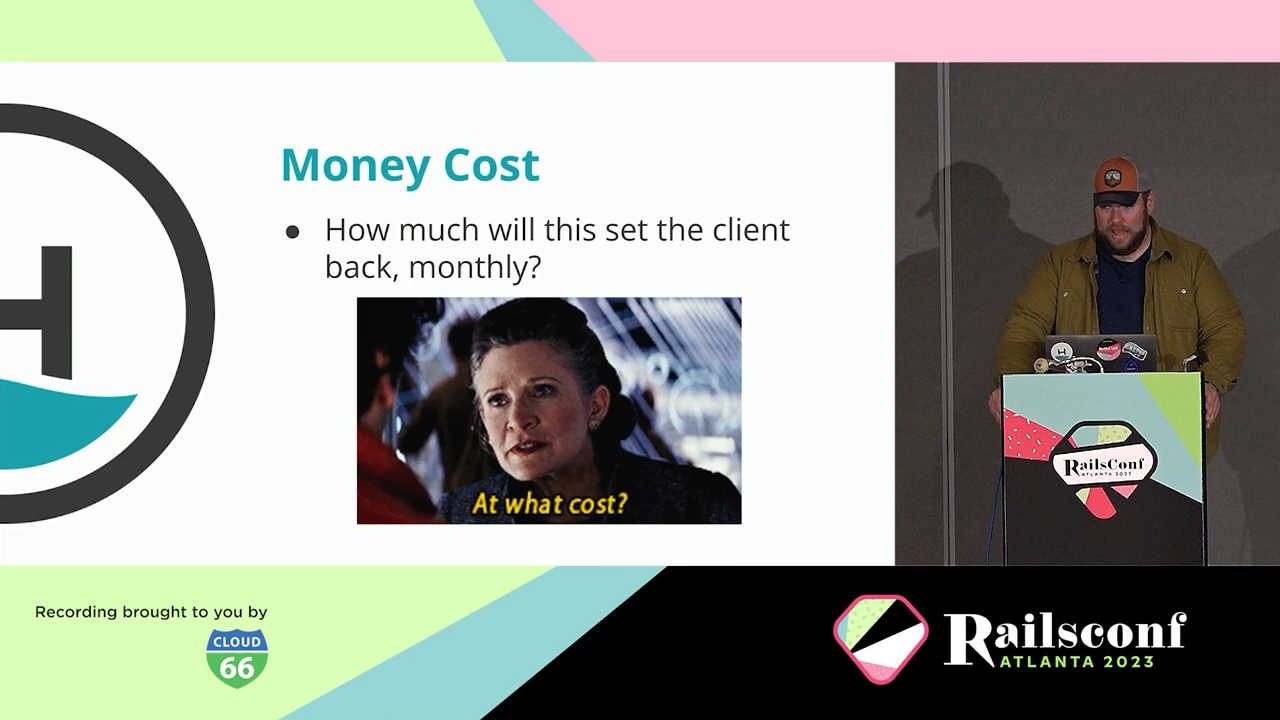 Money Cost
● How much will this set the client
back, monthly?
At what cost?
H
RailsConf
ATLANTA 2023
Recording brought to you by
CLOUD
66
Railsconf
ATLANTA 2023